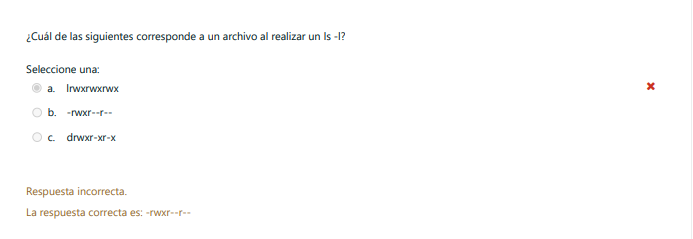 ¿Cuál de las siguientes corresponde a un archivo al realizar un ls -l?
Seleccione una:
a. lrwxrwxrwx
b. -rwxr--r--
c. drwxr-xr-x
Respuesta incorrecta.
La respuesta correcta es: -rwxr--r--